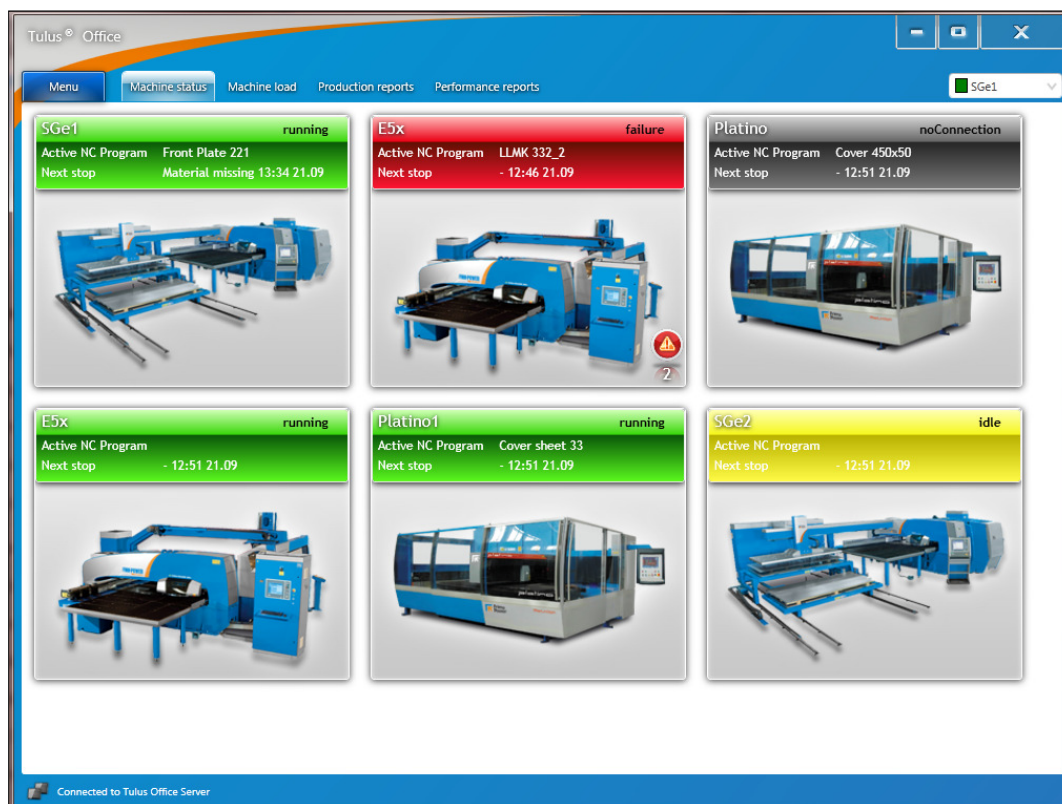 Tulus® Office
Menu
Machine status
Machine load
Production reports
Performance reports
SGe1
SGe1 running
Active NC Program Front Plate 221
Next stop Material missing 13:34 21.09
E5x failure
Active NC Program LLMK 332_2
Next stop - 12:46 21.09
2
Platino noConnection
Active NC Program Cover 450x50
Next stop - 12:51 21.09
E5x running
Active NC Program
Next stop - 12:51 21.09
Platino1 running
Active NC Program Cover sheet 33
Next stop - 12:51 21.09
SGe2 idle
Active NC Program
Next stop - 12:51 21.09
Connected to Tulus Office Server